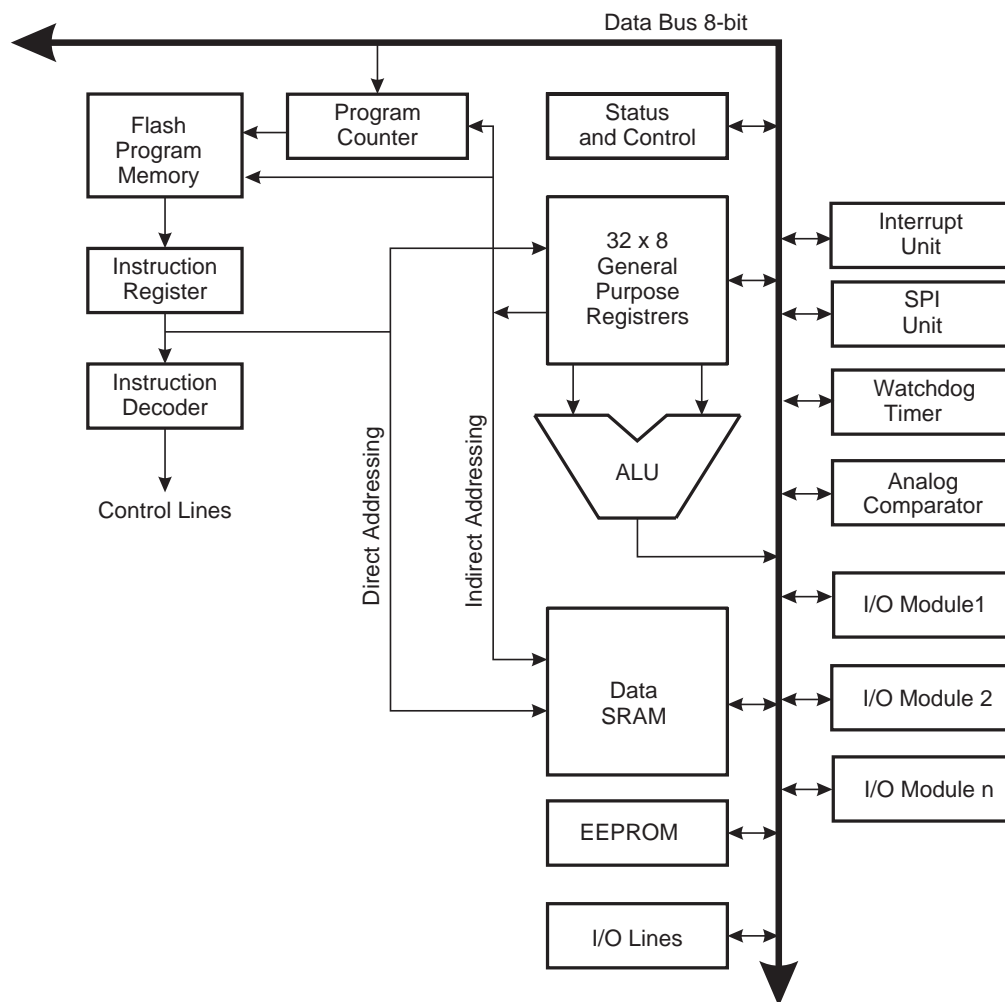 Data Bus 8-bit
Flash
Program
Memory
Program
Counter
Status
and Control
Instruction
Register
32 x 8
General
Purpose
Registrers
Interrupt
Unit
SPI
Unit
Instruction
Decoder
Watchdog
Timer
Control Lines
Direct Addressing
Indirect Addressing
ALU
Analog
Comparator
I/O Module1
Data
SRAM
I/O Module 2
I/O Module n
EEPROM
I/O Lines